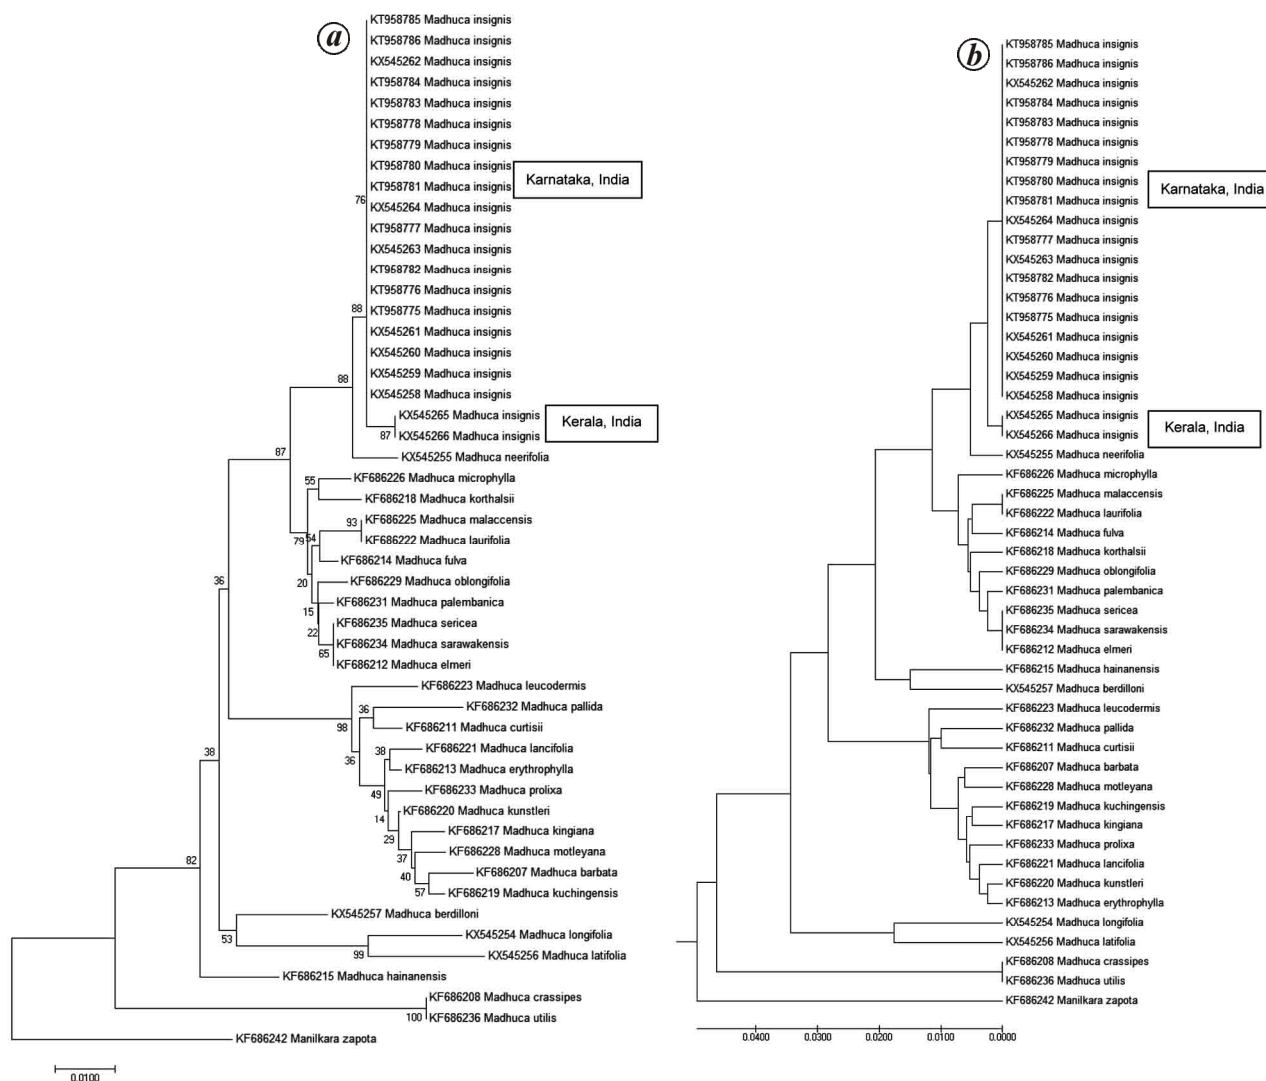 a
KT958785 Madhuca insignis
KT958786 Madhuca insignis
KX545262 Madhuca insignis
KT958784 Madhuca insignis
KT958783 Madhuca insignis
KT958778 Madhuca insignis
KT958779 Madhuca insignis
KT958780 Madhuca insignis
KT958781 Madhuca insignis
Karnataka, India
76
KX545264 Madhuca insignis
KT958777 Madhuca insignis
KX545263 Madhuca insignis
KT958782 Madhuca insignis
KT958776 Madhuca insignis
88
KT958775 Madhuca insignis
KX545261 Madhuca insignis
KX545260 Madhuca insignis
KX545259 Madhuca insignis
88
KX545258 Madhuca insignis
KX545265 Madhuca insignis
Kerala, India
87
KX545266 Madhuca insignis
87
KX545255 Madhuca neerifolia
55
KF686226 Madhuca microphylla
KF686218 Madhuca korthalsii
93
KF686225 Madhuca malaccensis
79
54
KF686222 Madhuca laurifolia
KF686214 Madhuca fulva
36
20
KF686229 Madhuca oblongifolia
15
KF686231 Madhuca palembanica
22
KF686235 Madhuca sericea
65
KF686234 Madhuca sarawakensis
KF686212 Madhuca elmeri
KF686223 Madhuca leucodermis
36
KF686232 Madhuca pallida
98
KF686211 Madhuca curtisii
38
36
38
KF686221 Madhuca lancifolia
KF686213 Madhuca erythrophylla
49
KF686233 Madhuca prolixa
14
KF686220 Madhuca kunstleri
29
KF686217 Madhuca kingiana
37
KF686228 Madhuca motleyana
82
40
KF686207 Madhuca barbata
57
KF686219 Madhuca kuchingensis
KX545257 Madhuca berdilloni
53
KX545254 Madhuca longifolia
99
KX545256 Madhuca latifolia
KF686215 Madhuca hainanensis
KF686208 Madhuca crassipes
100
KF686236 Madhuca utilis
KF686242 Manilkara zapota
0.0100
b
KT958785 Madhuca insignis
KT958786 Madhuca insignis
KX545262 Madhuca insignis
KT958784 Madhuca insignis
KT958783 Madhuca insignis
KT958778 Madhuca insignis
KT958779 Madhuca insignis
KT958780 Madhuca insignis
Karnataka, India
KT958781 Madhuca insignis
KX545264 Madhuca insignis
KT958777 Madhuca insignis
KX545263 Madhuca insignis
KT958782 Madhuca insignis
KT958776 Madhuca insignis
KT958775 Madhuca insignis
KX545261 Madhuca insignis
KX545260 Madhuca insignis
KX545259 Madhuca insignis
KX545258 Madhuca insignis
KX545265 Madhuca insignis
Kerala, India
KX545266 Madhuca insignis
KX545255 Madhuca neerifolia
KF686226 Madhuca microphylla
KF686225 Madhuca malaccensis
KF686222 Madhuca laurifolia
KF686214 Madhuca fulva
KF686218 Madhuca korthalsii
KF686229 Madhuca oblongifolia
KF686231 Madhuca palembanica
KF686235 Madhuca sericea
KF686234 Madhuca sarawakensis
KF686212 Madhuca elmeri
KF686215 Madhuca hainanensis
KX545257 Madhuca berdilloni
KF686223 Madhuca leucodermis
KF686232 Madhuca pallida
KF686211 Madhuca curtisii
KF686207 Madhuca barbata
KF686228 Madhuca motleyana
KF686219 Madhuca kuchingensis
KF686217 Madhuca kingiana
KF686233 Madhuca prolixa
KF686221 Madhuca lancifolia
KF686220 Madhuca kunstleri
KF686213 Madhuca erythrophylla
KX545254 Madhuca longifolia
KX545256 Madhuca latifolia
KF686208 Madhuca crassipes
KF686236 Madhuca utilis
KF686242 Manilkara zapota
0.0400 0.0300 0.0200 0.0100 0.0000